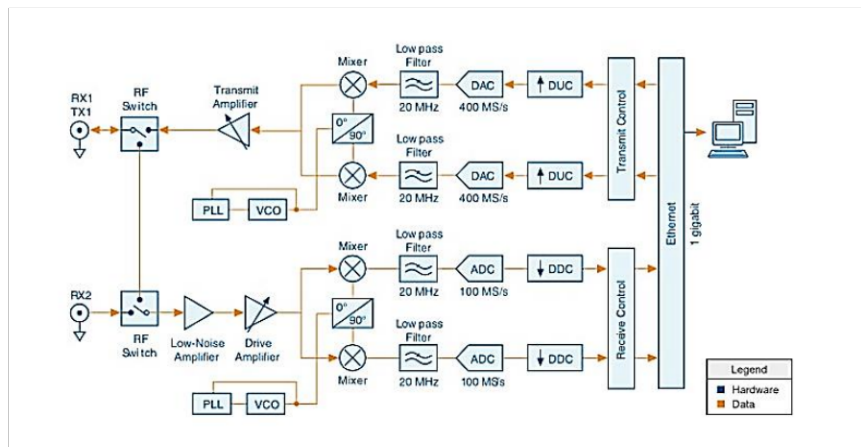 Low pass
Filter
Mixer
DAC
DUC
20 MHz
400 MS/s
RF
Switch
Transmit
Amplifier
RX1
TX1
0°
90°
Transmit Control
DAC
DUC
Mixer
20 MHz
400 MS/s
PLL
VCO
Ethernet
1 gigabit
Low pass
Filter
Mixer
ADC
DDC
20 MHz
100 MS/s
RX2
RF
Switch
Low-Noise
Amplifier
Drive
Amplifier
0°
90°
Receive Control
Low pass
Filter
ADC
DDC
Mixer
20 MHz
100 MS's
PLL
VCO
Legend
Hardware
Data